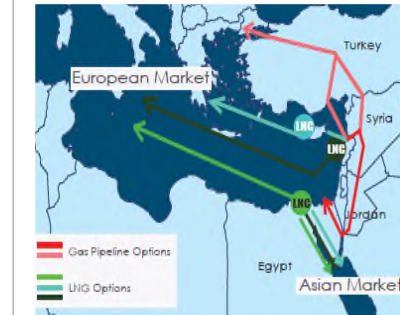 Turkey
European Market
LNG
Syria
LNG
LNG
Jordan
Gas Pipeline Options
LNG Options
Egypt
Asian Market